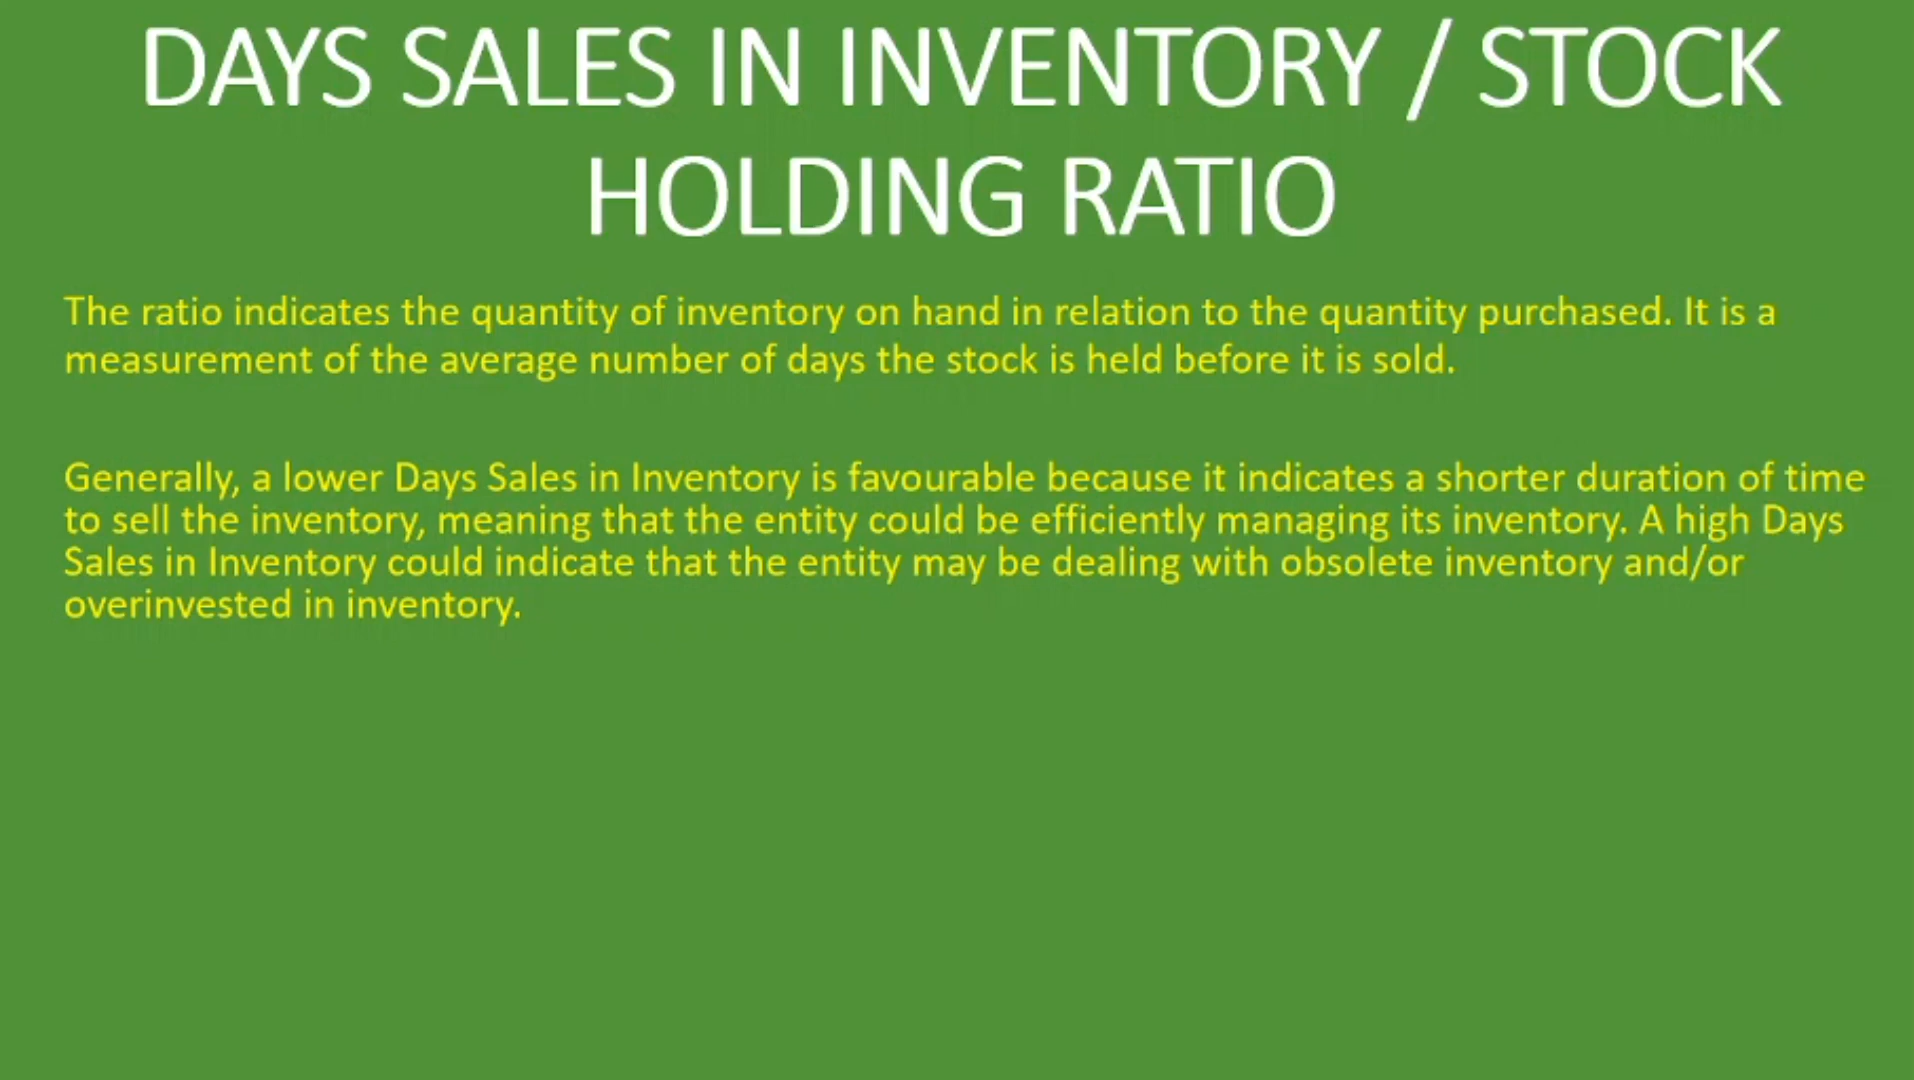 DAYS SALES IN INVENTORY / STOCK
HOLDING RATIO
The ratio indicates the quantity of inventory on hand in relation to the quantity purchased. It is a
measurement of the average number of days the stock is held before it is sold.
Generally, a lower Days Sales in Inventory is favourable because it indicates a shorter duration of time
to sell the inventory, meaning that the entity could be efficiently managing its inventory. A high Days
Sales in Inventory could indicate that the entity may be dealing with obsolete inventory and/or
overinvested in inventory.